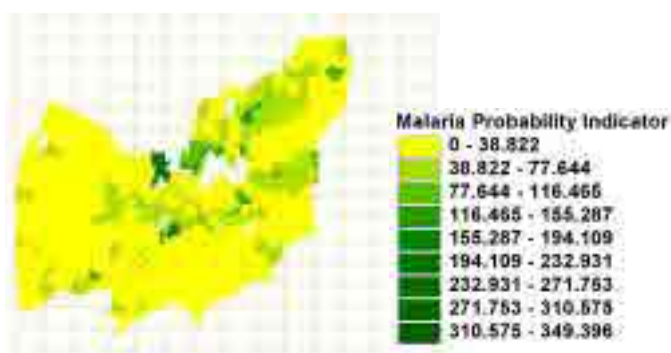 Malaria Probability Indicator
0 - 38.822
38.822 - 77.644
77.644 - 116.465
116.465 - 155.287
155.287 - 194.109
194.109 - 232.931
232.931 - 271.753
271.753 - 310.575
310.575 - 349.396